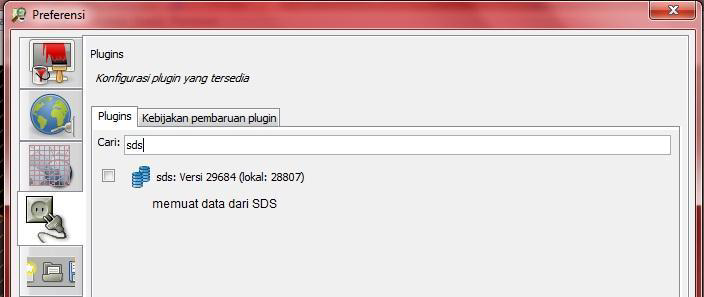 Preferensi
Plugins
Konfigurasi plugin yang tersedia
Plugins
Kebijakan pembaruan plugin
Cari: sds
sds: Versi 29684 (lokal: 28807)
memuat data dari SDS